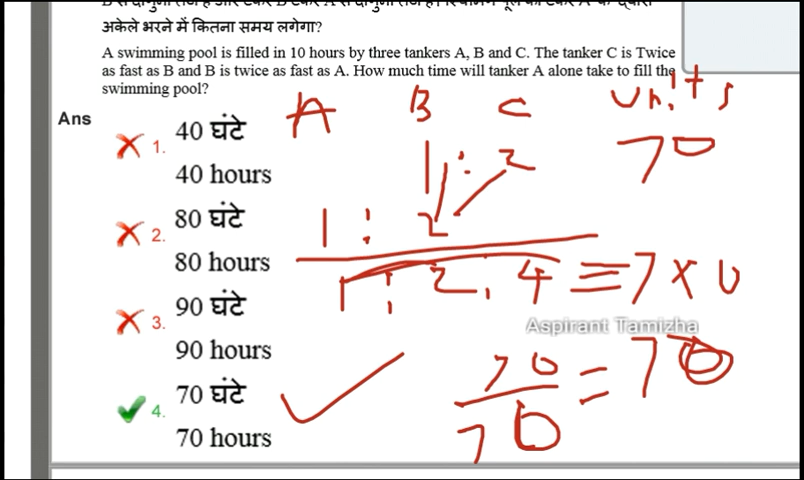 अकेले भरने में कितना समय लगेगा?
A swimming pool is filled in 10 hours by three tankers A, B and C. The tanker C is Twice
as fast as B and B is twice as fast as A. How much time will tanker A alone take to fill the
swimming pool?
Ans
A B C units
1. 40 घंटे
40 hours
1 : 2 70
2. 80 घंटे
80 hours
1 : 2
1 : 2 : 4 = 7 x
3. 90 घंटे
90 hours
Aspirant Tamizha
70
= 70
4. 70 घंटे
70 hours